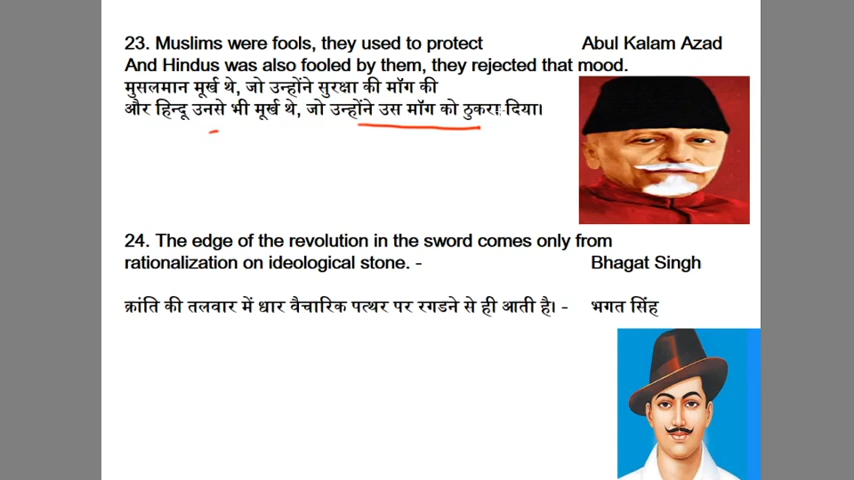 23. Muslims were fools, they used to protect Abul Kalam Azad
And Hindus was also fooled by them, they rejected that mood.
मुसलमान मूर्ख थे, जो उन्होंने सुरक्षा की मॉग की
और हिन्दू उनसे भी मूर्ख थे, जो उन्होंने उस मॉग को ठुकरा दिया।
24. The edge of the revolution in the sword comes only from
rationalization on ideological stone. - Bhagat Singh
क्रांति की तलवार में धार वैचारिक पत्थर पर रगडने से ही आती है। - भगत सिंह